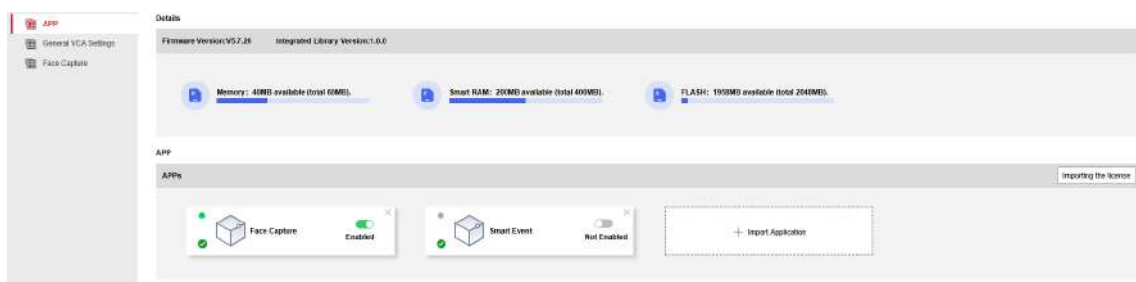 APP
General VCA Settings
Face Capture
Details
Firmware Version:V5.7.26 Integrated Library Version:1.0.0
Memory: 40MB available (total 60MB).
Smart RAM: 200MB available (total 400MB).
FLASH: 1958MB available (total 2048MB).
APP
APPs
Importing the license
Face Capture
Enabled
Smart Event
Not Enabled
+ Import Application